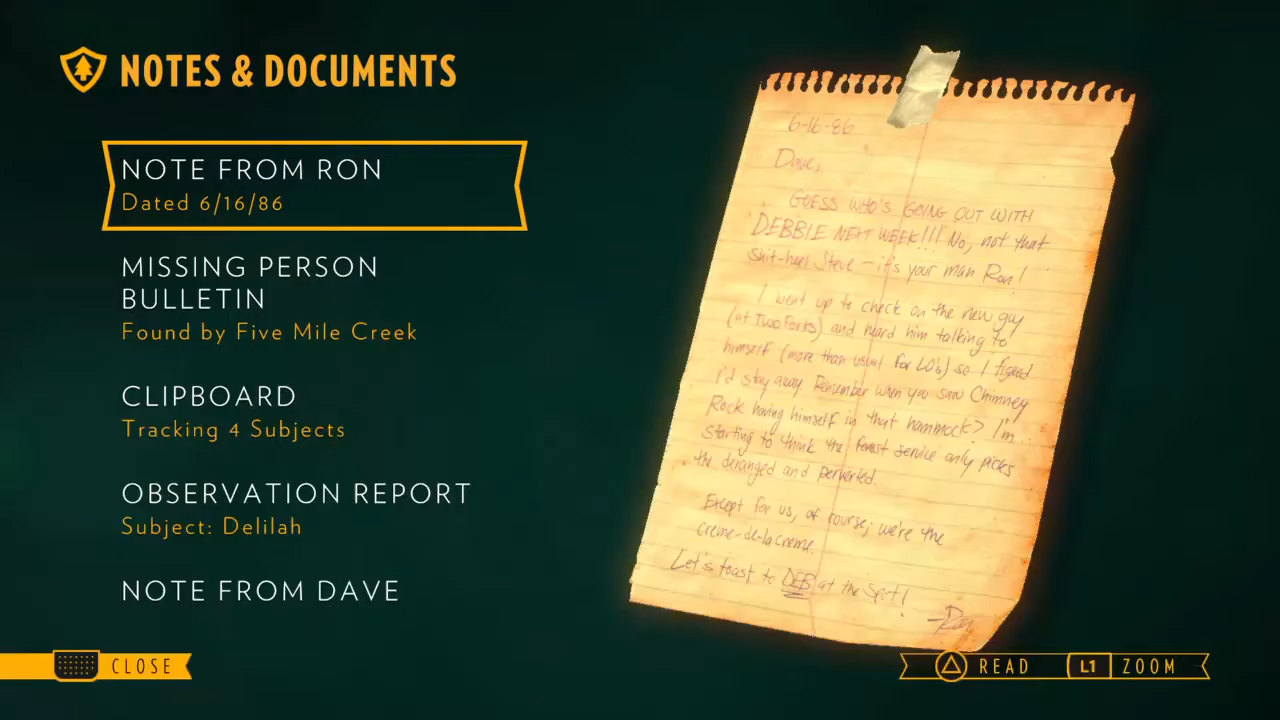 NOTES & DOCUMENTS
NOTE FROM RON
Dated 6/16/86
MISSING PERSON
BULLETIN
Found by Five Mile Creek
CLIPBOARD
Tracking 4 Subjects
OBSERVATION REPORT
Subject: Delilah
NOTE FROM DAVE
CLOSE
6-16-86
Dave,
GUESS WHO'S GOING OUT WITH
DEBBIE NEXT WEEK!!! No, not that
shit-heel Steve - it's your man Ron!
I went up to check on the new guy
(at Two Forks) and heard him talking to
himself (more than usual for LO's) so I figured
I'd stay away. Remember when you saw Chimney
Rock having himself in that hammock? I'm
starting to think the forest service only picks
the deranged and perverted.
Except for us, of course; we're the
creme-de-la creme.
Let's toast to DEB at the spot!
-Ron
READ
L1 ZOOM